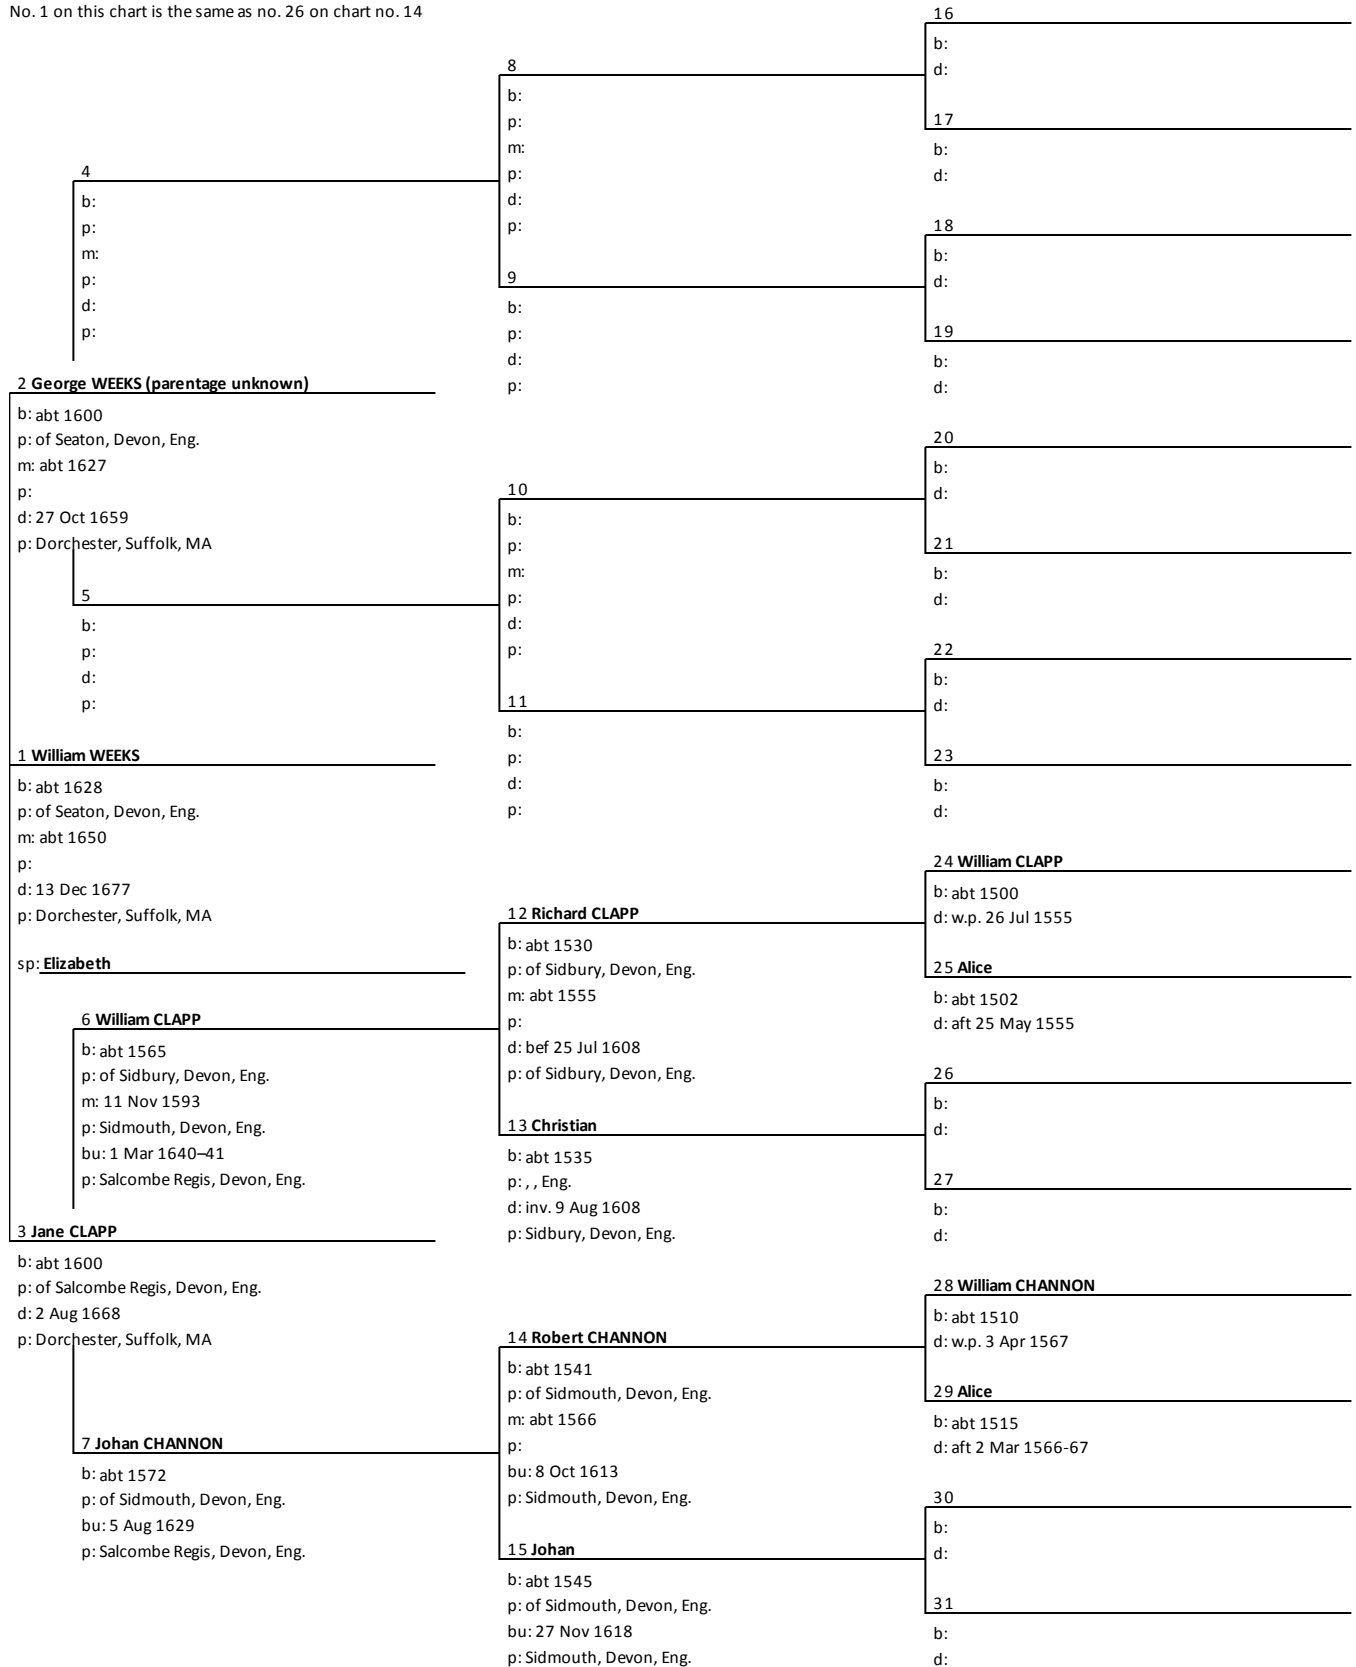 No. 1 on this chart is the same as no. 26 on chart no. 14
16
b:
d:
8
b:
p:
m:
p:
d:
p:
17
b:
d:
4
b:
p:
m:
p:
d:
p:
18
b:
d:
9
b:
p:
d:
p:
19
b:
d:
2 George WEEKS (parentage unknown)
b: abt 1600
p: of Seaton, Devon, Eng.
m: abt 1627
p:
d: 27 Oct 1659
p: Dorchester, Suffolk, MA
20
b:
d:
10
b:
p:
m:
p:
d:
p:
21
b:
d:
5
b:
p:
d:
p:
22
b:
d:
11
b:
p:
d:
p:
23
b:
d:
1 William WEEKS
b: abt 1628
p: of Seaton, Devon, Eng.
m: abt 1650
p:
d: 13 Dec 1677
p: Dorchester, Suffolk, MA
sp: Elizabeth
24 William CLAPP
b: abt 1500
d: w.p. 26 Jul 1555
12 Richard CLAPP
b: abt 1530
p: of Sidbury, Devon, Eng.
m: abt 1555
p:
d: bef 25 Jul 1608
p: of Sidbury, Devon, Eng.
25 Alice
b: abt 1502
d: aft 25 May 1555
6 William CLAPP
b: abt 1565
p: of Sidbury, Devon, Eng.
m: 11 Nov 1593
p: Sidmouth, Devon, Eng.
bu: 1 Mar 1640–41
p: Salcombe Regis, Devon, Eng.
26
b:
d:
13 Christian
b: abt 1535
p: , , Eng.
d: inv. 9 Aug 1608
p: Sidbury, Devon, Eng.
27
b:
d:
3 Jane CLAPP
b: abt 1600
p: of Salcombe Regis, Devon, Eng.
d: 2 Aug 1668
p: Dorchester, Suffolk, MA
28 William CHANNON
b: abt 1510
d: w.p. 3 Apr 1567
14 Robert CHANNON
b: abt 1541
p: of Sidmouth, Devon, Eng.
m: abt 1566
p:
bu: 8 Oct 1613
p: Sidmouth, Devon, Eng.
29 Alice
b: abt 1515
d: aft 2 Mar 1566-67
7 Johan CHANNON
b: abt 1572
p: of Sidmouth, Devon, Eng.
bu: 5 Aug 1629
p: Salcombe Regis, Devon, Eng.
30
b:
d:
15 Johan
b: abt 1545
p: of Sidmouth, Devon, Eng.
bu: 27 Nov 1618
p: Sidmouth, Devon, Eng.
31
b:
d: